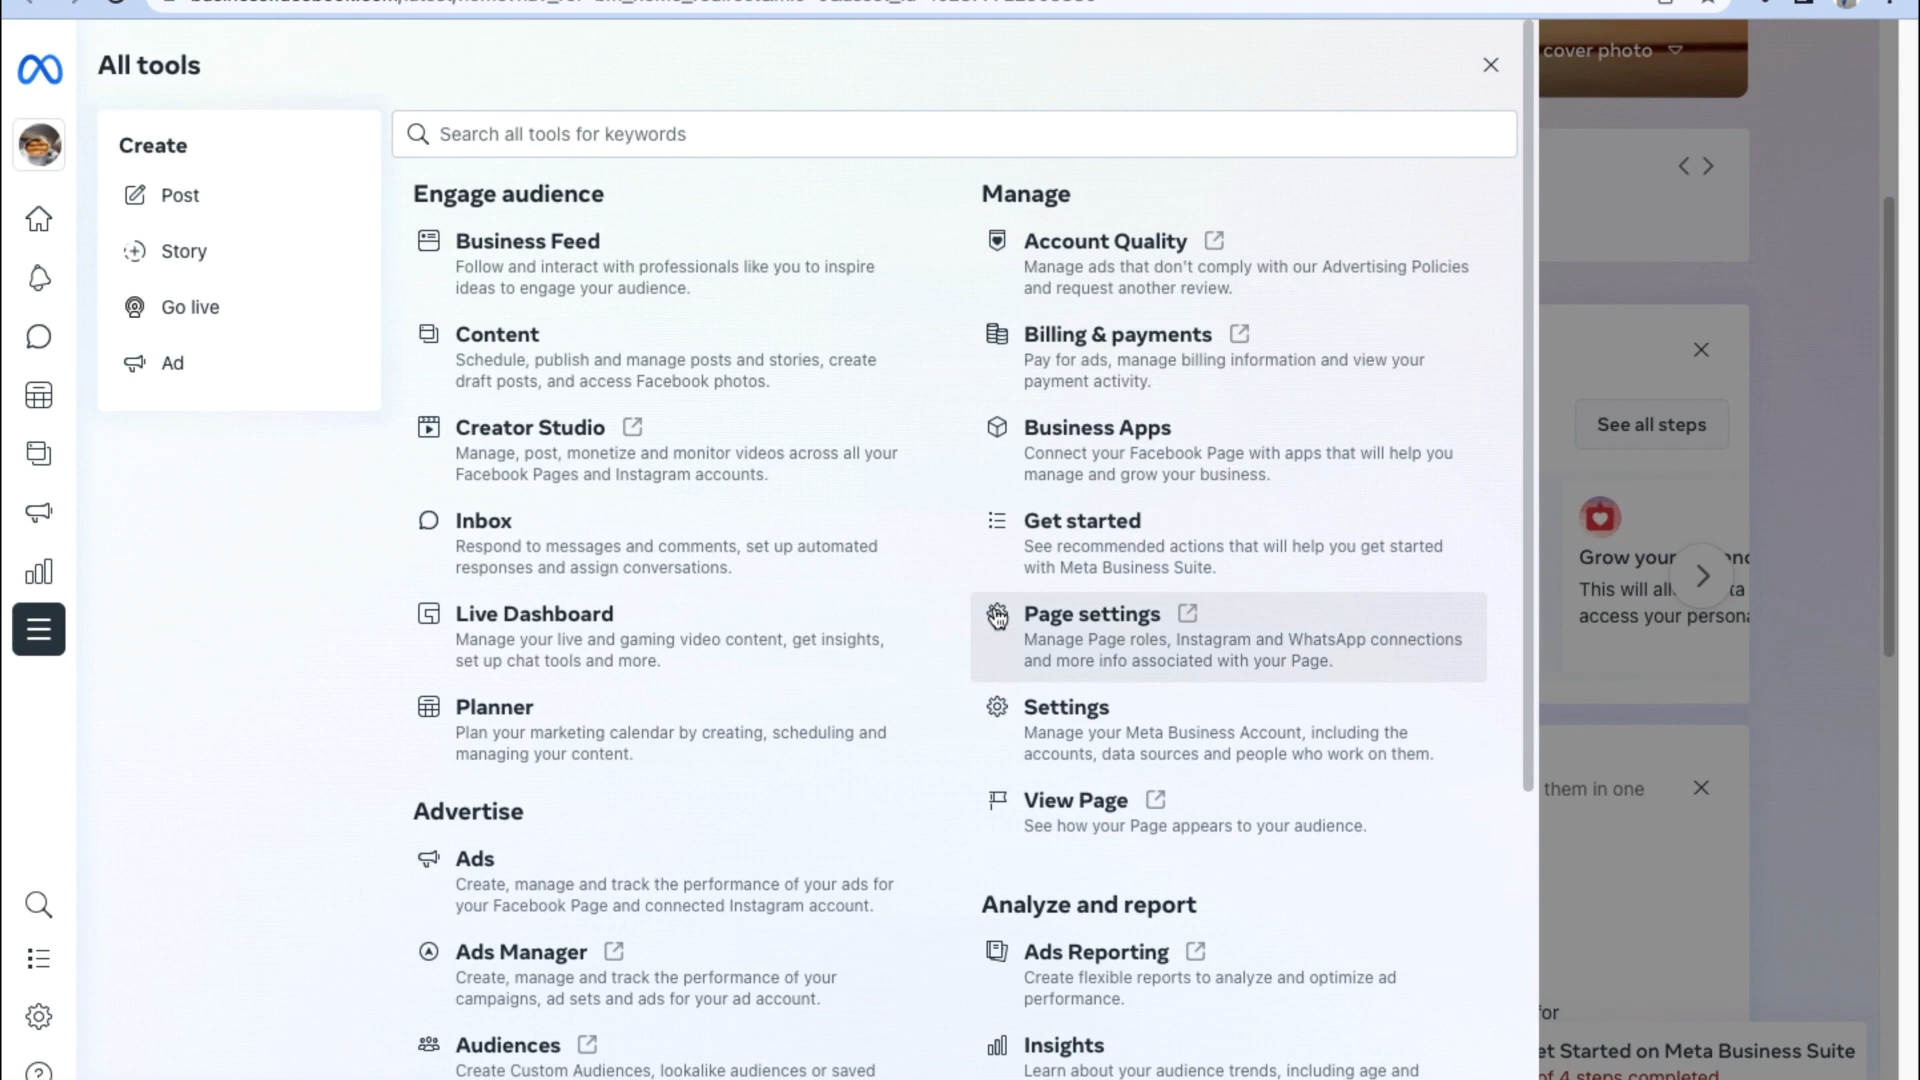 All tools
Create
Post
Story
Go live
Ad
Search all tools for keywords
Engage audience
Business Feed
Follow and interact with professionals like you to inspire
ideas to engage your audience.
Content
Schedule, publish and manage posts and stories, create
draft posts, and access Facebook photos.
Creator Studio
Manage, post, monetize and monitor videos across all your
Facebook Pages and Instagram accounts.
Inbox
Respond to messages and comments, set up automated
responses and assign conversations.
Live Dashboard
Manage your live and gaming video content, get insights,
set up chat tools and more.
Planner
Plan your marketing calendar by creating, scheduling and
managing your content.
Advertise
Ads
Create, manage and track the performance of your ads for
your Facebook Page and connected Instagram account.
Ads Manager
Create, manage and track the performance of your
campaigns, ad sets and ads for your ad account.
Audiences
Create Custom Audiences, lookalike audiences or saved
Manage
Account Quality
Manage ads that don't comply with our Advertising Policies
and request another review.
Billing & payments
Pay for ads, manage billing information and view your
payment activity.
Business Apps
Connect your Facebook Page with apps that will help you
manage and grow your business.
Get started
See recommended actions that will help you get started
with Meta Business Suite.
Page settings
Manage Page roles, Instagram and WhatsApp connections
and more info associated with your Page.
Settings
Manage your Meta Business Account, including the
accounts, data sources and people who work on them.
View Page
See how your Page appears to your audience.
Analyze and report
Ads Reporting
Create flexible reports to analyze and optimize ad
performance.
Insights
Learn about your audience trends, including age and
cover photo
See all steps
Grow your
This will
access your persona
them in one
for
et Started on Meta Business Suite
of 4 steps completed